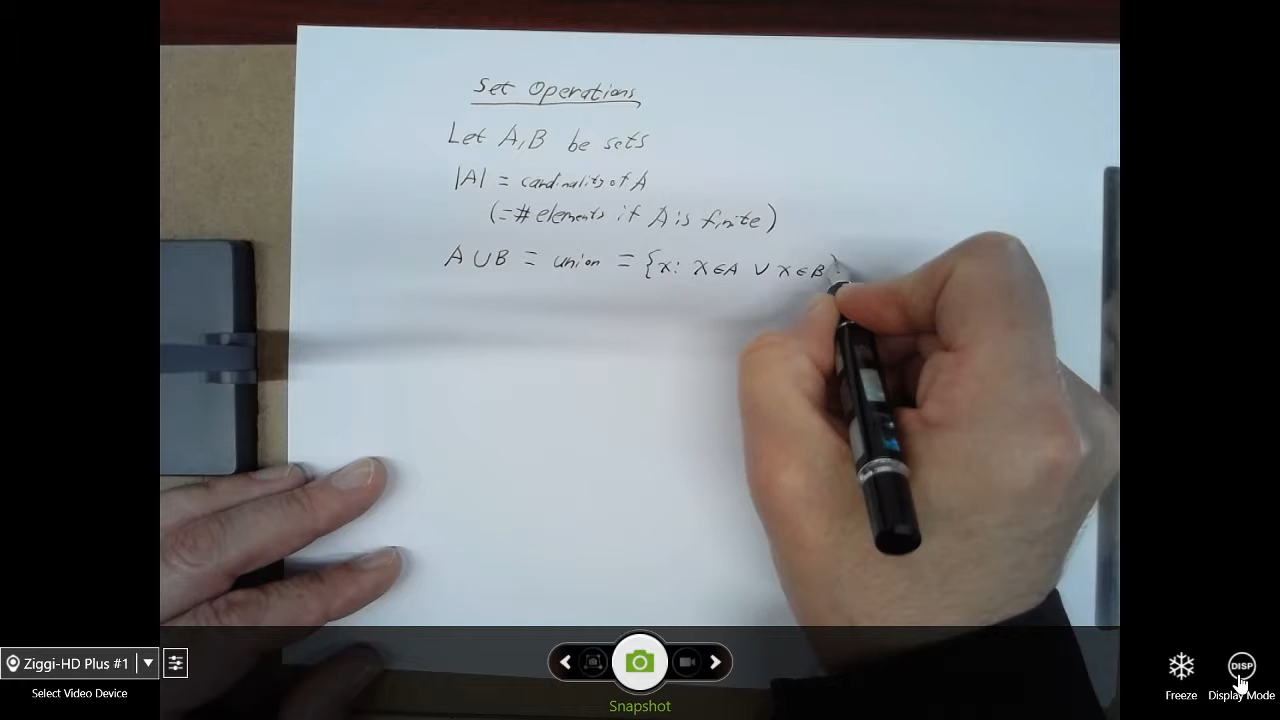 Set Operations
Let A, B be sets
|A| = cardinality of A
(= # elements if A is finite)
A ∪ B = union = {x: x ∈ A ∨ x ∈ B}
Ziggi-HD Plus #1
Select Video Device
Snapshot
Freeze
DISP
Display Mode